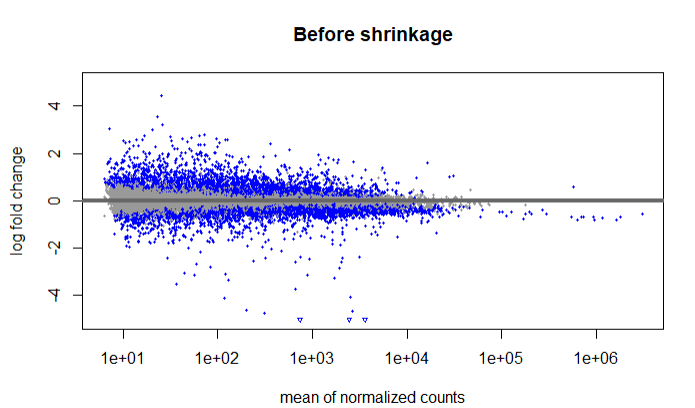 Before shrinkage
log fold change
4
2
0
-2
-4
1e+01 1e+02 1e+03 1e+04 1e+05 1e+06
mean of normalized counts